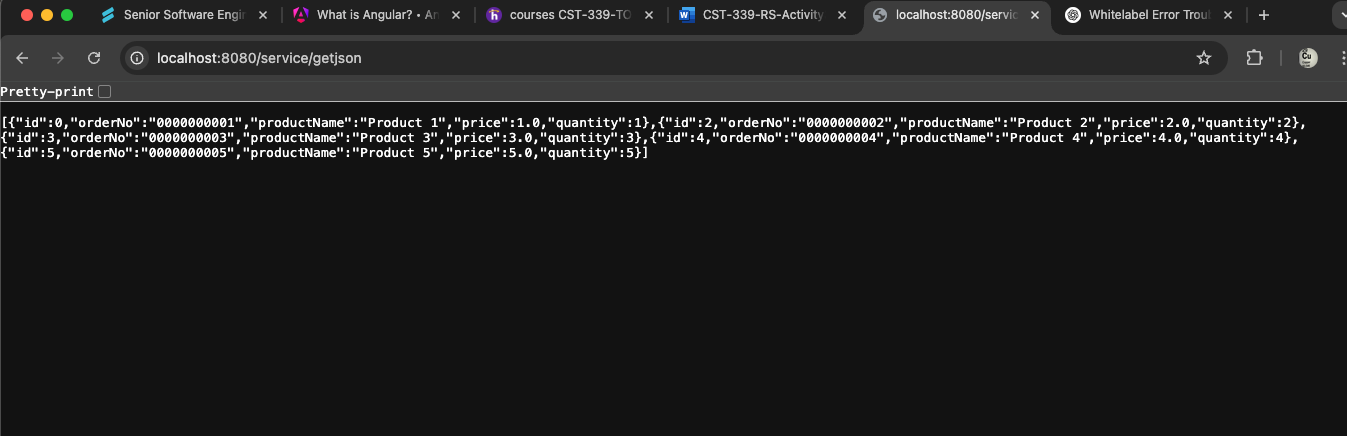 Senior Software Engi
What is Angular? • An
courses CST-339-TO
CST-339-RS-Activity
localhost:8080/servic
Whitelabel Error Trou
localhost:8080/service/getjson
Cu
Pretty-print
[{"id":0,"orderNo":"0000000001","productName":"Product 1","price":1.0,"quantity":1},{"id":2,"orderNo":"0000000002","productName":"Product 2","price":2.0,"quantity":2},
{"id":3,"orderNo":"0000000003","productName":"Product 3","price":3.0,"quantity":3},{"id":4,"orderNo":"0000000004","productName":"Product 4","price":4.0,"quantity":4},
{"id":5,"orderNo":"0000000005","productName":"Product 5","price":5.0,"quantity":5}]